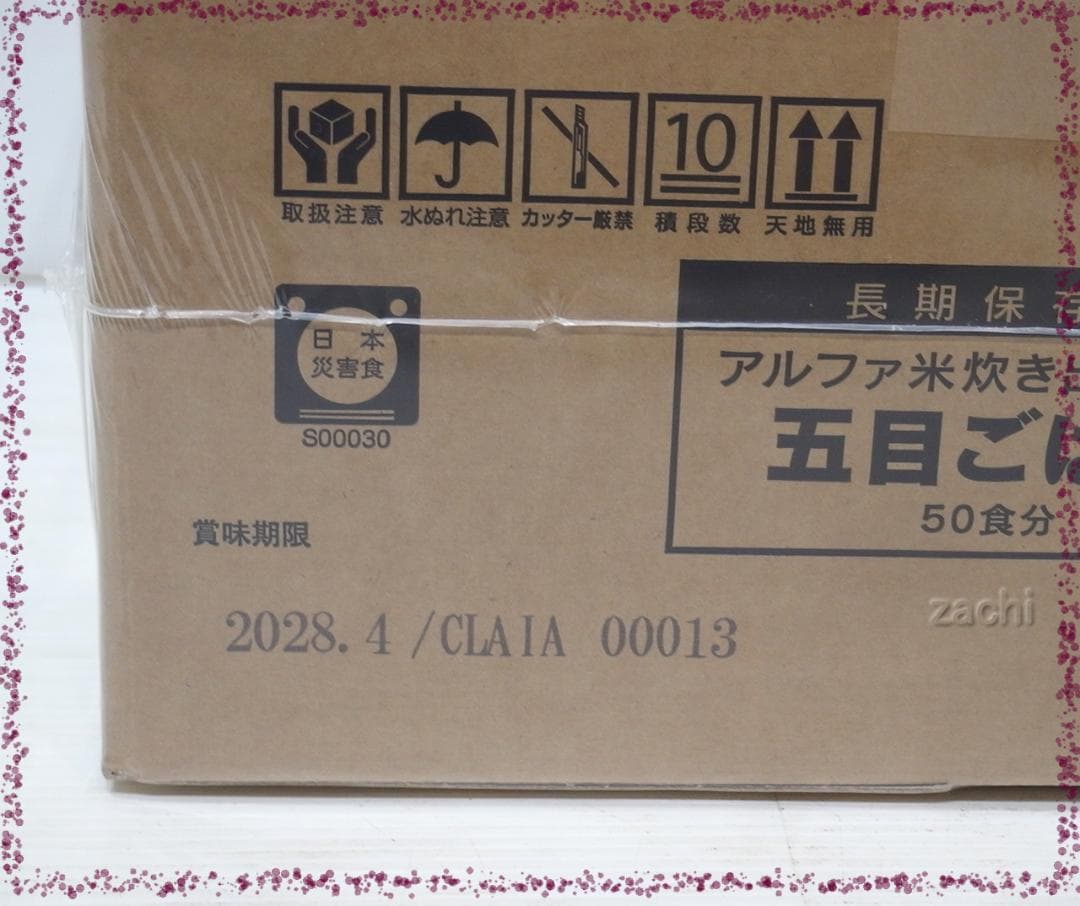 10
取扱注意 水ぬれ注意 カッター厳禁 積段数 天地無用
長期保存
日本
災害食
S00030
アルファ米炊き
五目ご
50食分
賞味期限
2028.4/CLAIA 00013
zachi